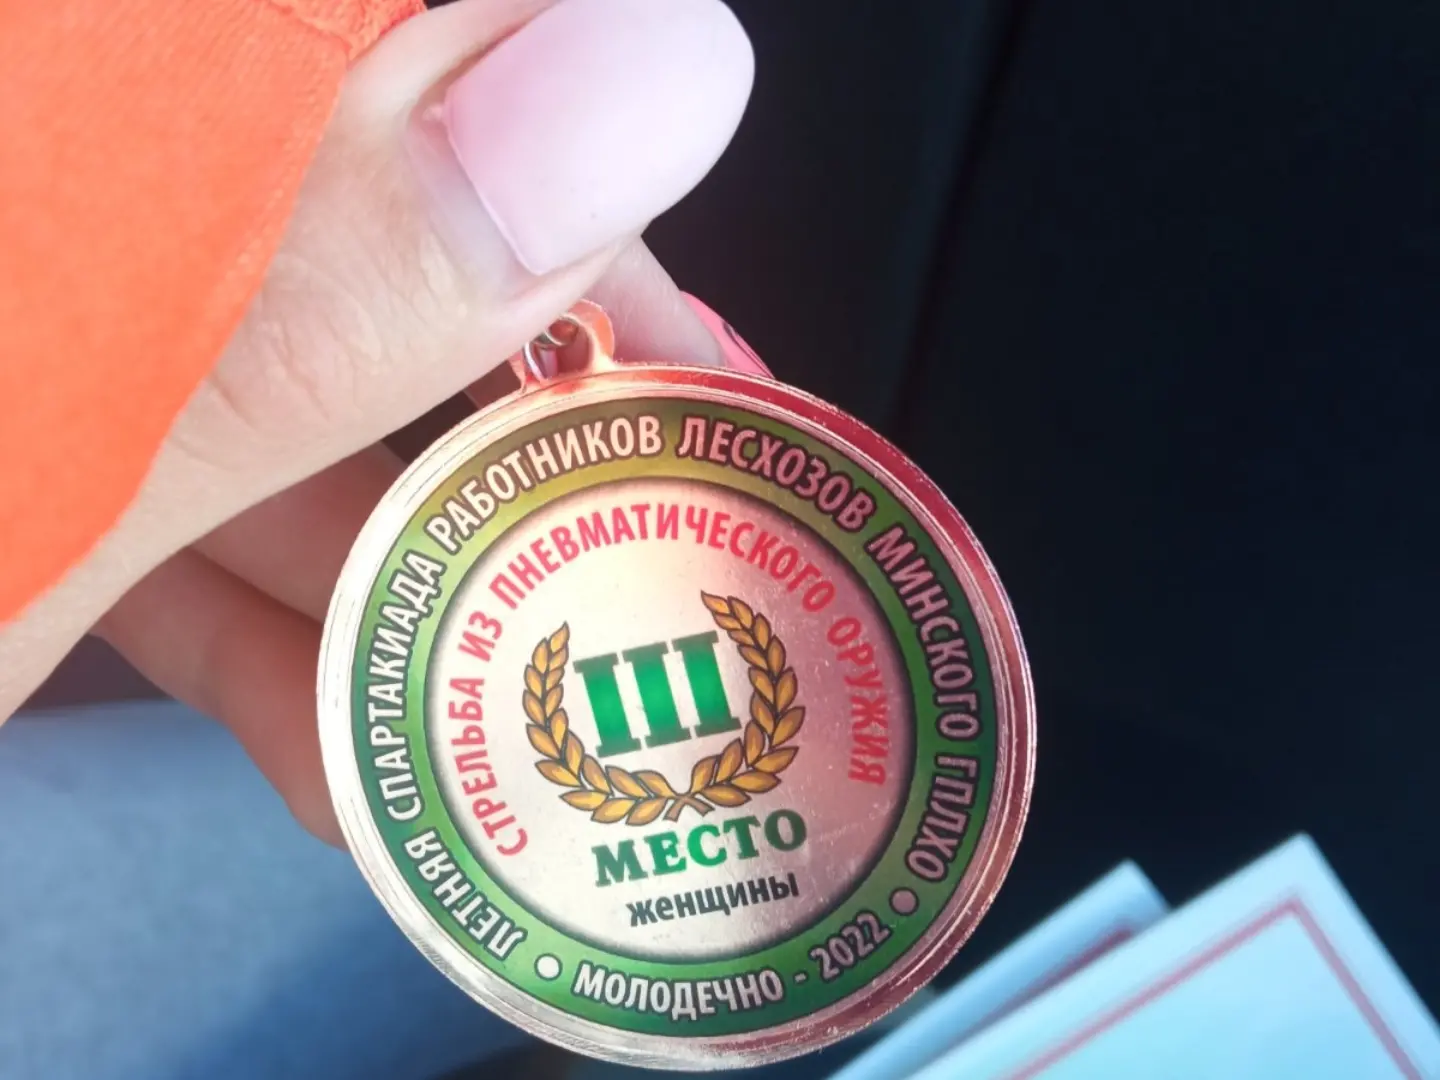 ЛЕТНЯЯ СПАРТАКИАДА РАБОТНИКОВ ЛЕСХОЗОВ МИНСКОГО ГПЛХО
СТРЕЛЬБА ИЗ ПНЕВМАТИЧЕСКОГО ОРУЖИЯ
III
МЕСТО
женщины
• МОЛОДЕЧНО - 2022 •